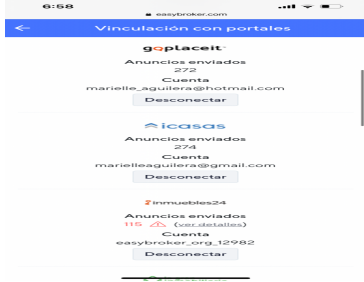 6:58
easybroker.com
Vinculación con portales
goplaceit
Anuncios enviados
272
Cuenta
marielle_aguilera@hotmail.com
Desconectar
icasas
Anuncios enviados
274
Cuenta
marielleaguilera@gmail.com
Desconectar
inmuebles24
Anuncios enviados
115 (ver detalles)
Cuenta
easybroker_org_12982
Desconectar